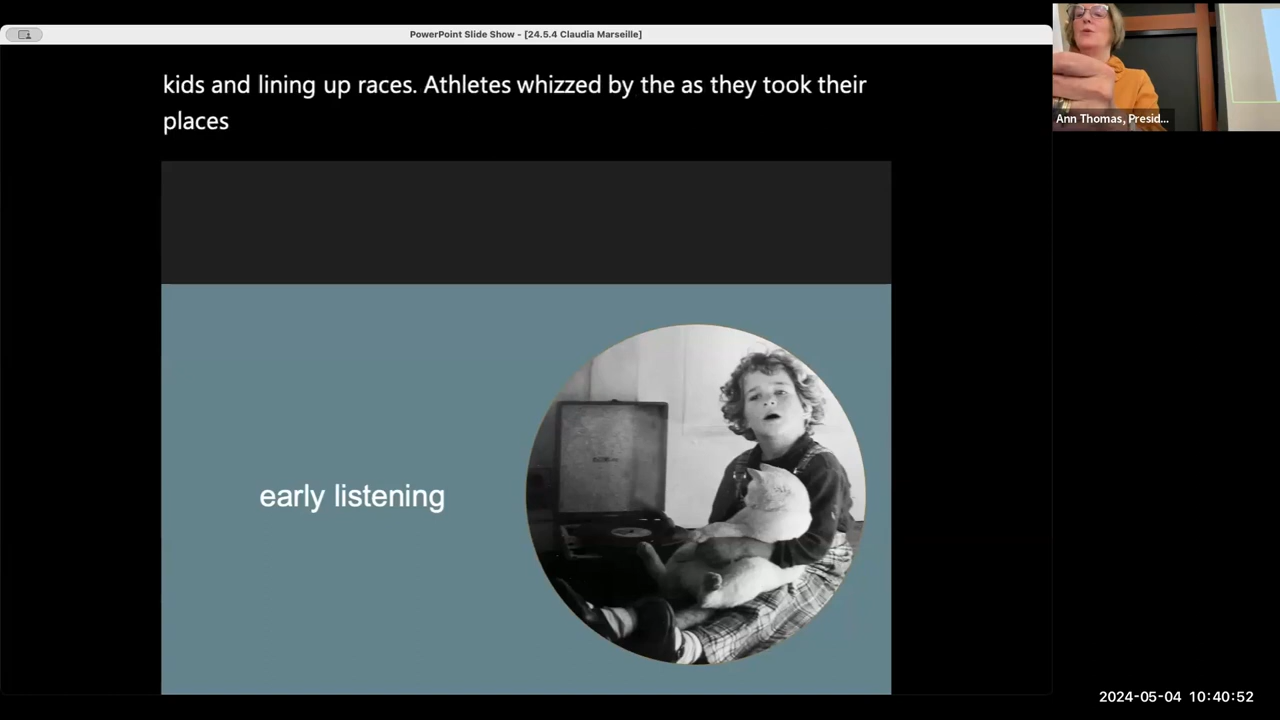 PowerPoint Slide Show - [24.5.4 Claudia Marseille]
kids and lining up races. Athletes whizzed by the as they took their
places
Ann Thomas, Presid...
early listening
2024-05-04 10:40:52